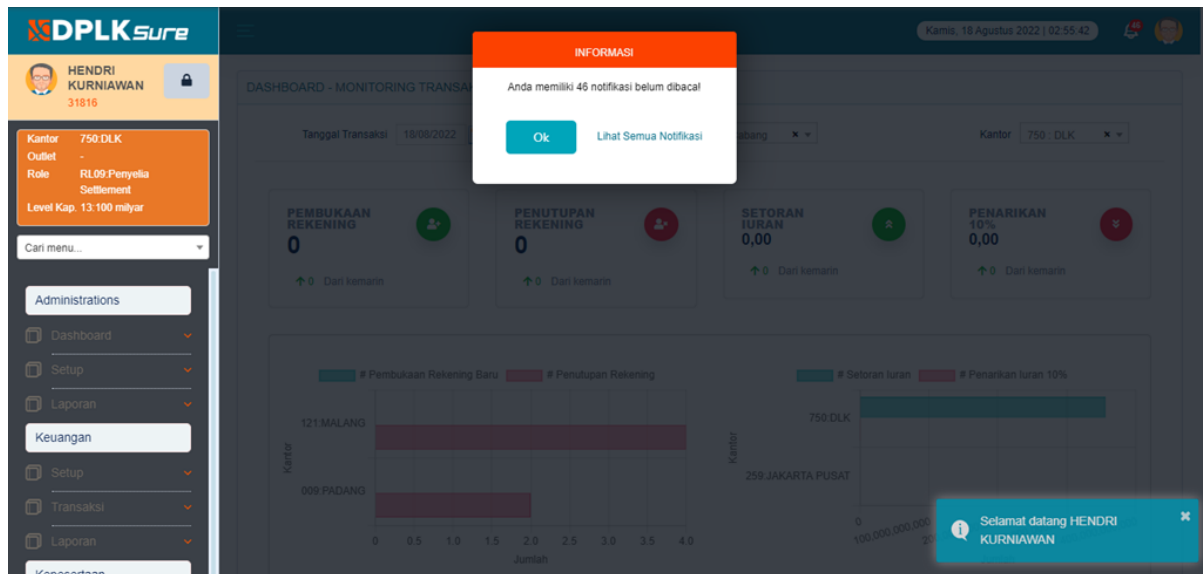 DPLKSure
HENDRI
KURNIAWAN
31816
Kantor 750:DLK
Outlet -
Role RL09:Penyelia
Settlement
Level Kap. 13:100 milyar
Cari menu...
Administrations
Dashboard
Setup
Laporan
Keuangan
Setup
Transaksi
Laporan
Kepesertaan
Kamis, 18 Agustus 2022 | 02:55:42
46
INFORMASI
Anda memiliki 46 notifikasi belum dibaca!
Ok Lihat Semua Notifikasi
DASHBOARD - MONITORING
Tanggal Transaksi 18/08/2022
Kantor 750 : DLK
PEMBUKAAN
REKENING
0
0 Dari kemarin
PENUTUPAN
REKENING
0
0 Dari kemarin
SETORAN
IURAN
0,00
0 Dari kemarin
PENARIKAN
10%
0,00
0 Dari kemarin
# Pembukaan Rekening Baru # Penutupan Rekening
121:MALANG
009:PADANG
Kantor
0 0.5 1.0 1.5 2.0 2.5 3.0 3.5 4.0
Jumlah
# Setoran Iuran # Penarikan Iuran 10%
750:DLK
259:JAKARTA PUSAT
Kantor
0
100,000,000,000
Selamat datang HENDRI
KURNIAWAN